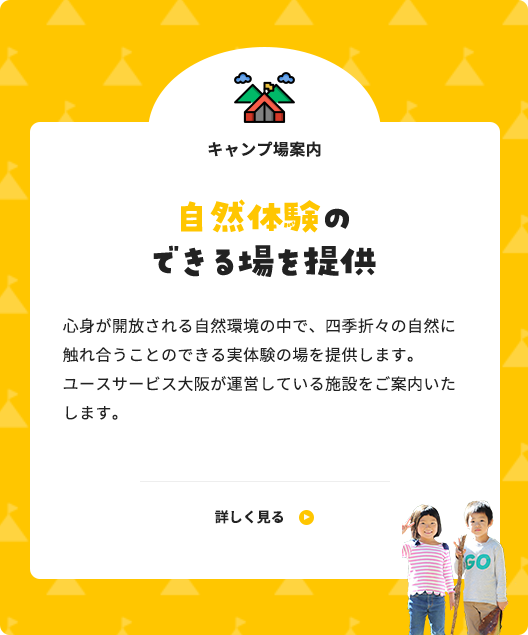 キャンプ場案内
自然体験の
できる場を提供
心身が開放される自然環境の中で、四季折々の自然に
触れ合うことのできる実体験の場を提供します。
ユースサービス大阪が運営している施設をご案内いた
します。
詳しく見る
GO